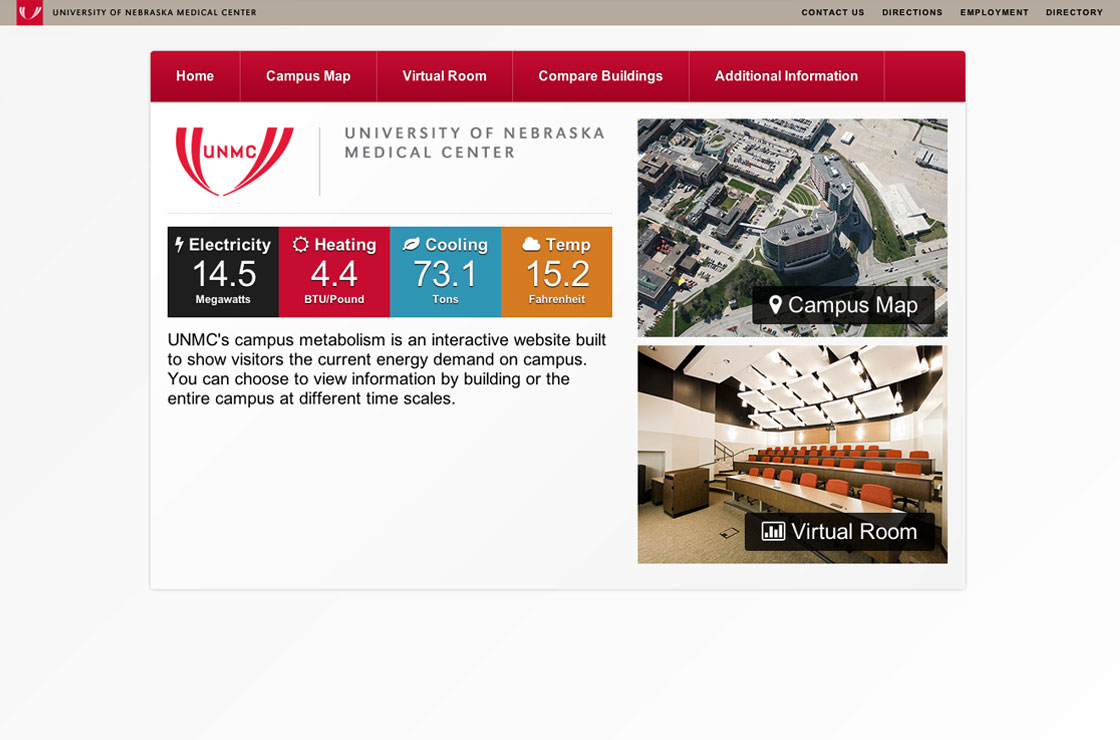 UNIVERSITY OF NEBRASKA MEDICAL CENTER
CONTACT US DIRECTIONS EMPLOYMENT DIRECTORY
Home Campus Map Virtual Room Compare Buildings Additional Information
UNMC
UNIVERSITY OF NEBRASKA
MEDICAL CENTER
Electricity
14.5
Megawatts
Heating
4.4
BTU/Pound
Cooling
73.1
Tons
Temp
15.2
Fahrenheit
UNMC's campus metabolism is an interactive website built
to show visitors the current energy demand on campus.
You can choose to view information by building or the
entire campus at different time scales.
Campus Map
Virtual Room